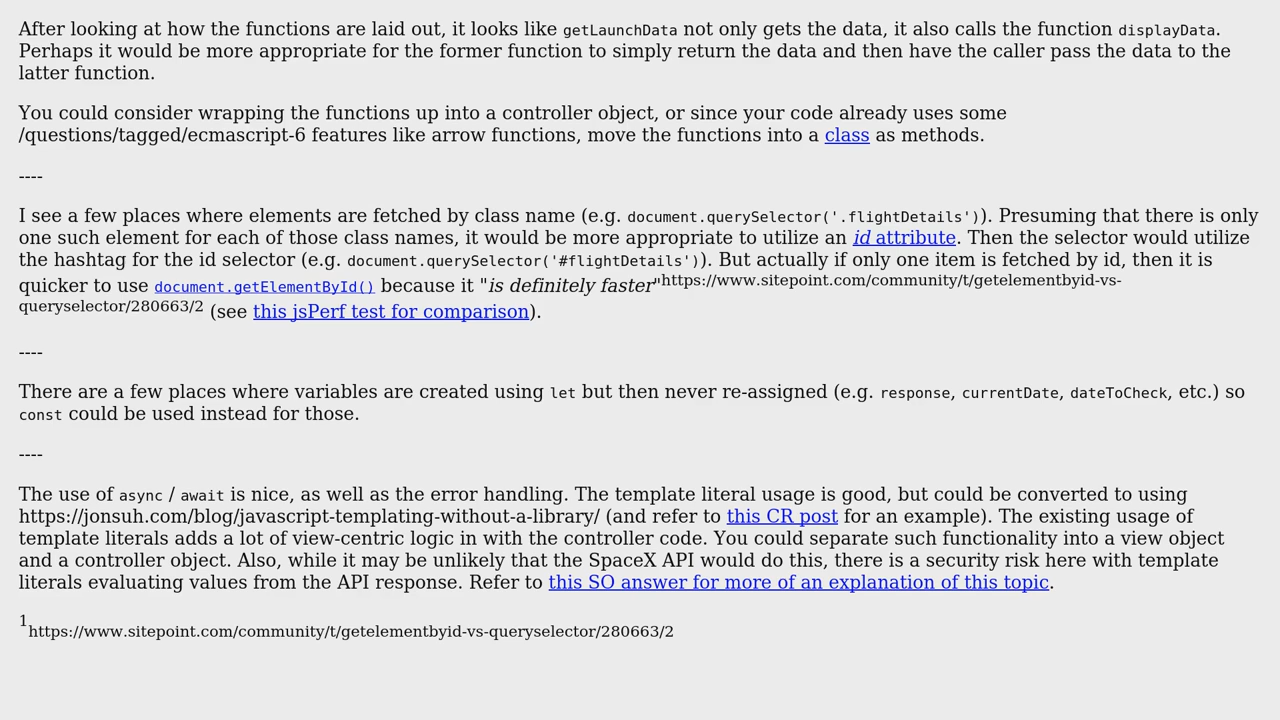 After looking at how the functions are laid out, it looks like getLaunchData not only gets the data, it also calls the function displayData.
Perhaps it would be more appropriate for the former function to simply return the data and then have the caller pass the data to the
latter function.
You could consider wrapping the functions up into a controller object, or since your code already uses some
/questions/tagged/ecmascript-6 features like arrow functions, move the functions into a class as methods.
----
I see a few places where elements are fetched by class name (e.g. document.querySelector('.flightDetails')). Presuming that there is only
one such element for each of those class names, it would be more appropriate to utilize an id attribute. Then the selector would utilize
the hashtag for the id selector (e.g. document.querySelector('#flightDetails')). But actually if only one item is fetched by id, then it is
quicker to use document.getElementById() because it "is definitely faster"https://www.sitepoint.com/community/t/getelementbyid-vs-
queryselector/280663/2 (see this jsPerf test for comparison).
----
There are a few places where variables are created using let but then never re-assigned (e.g. response, currentDate, dateToCheck, etc.) so
const could be used instead for those.
----
The use of async / await is nice, as well as the error handling. The template literal usage is good, but could be converted to using
https://jonsuh.com/blog/javascript-templating-without-a-library/ (and refer to this CR post for an example). The existing usage of
template literals adds a lot of view-centric logic in with the controller code. You could separate such functionality into a view object
and a controller object. Also, while it may be unlikely that the SpaceX API would do this, there is a security risk here with template
literals evaluating values from the API response. Refer to this SO answer for more of an explanation of this topic.
1https://www.sitepoint.com/community/t/getelementbyid-vs-queryselector/280663/2